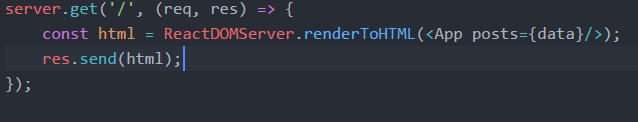 server.get('/', (req, res) => {
    const html = ReactDOMServer.renderToHTML(<App posts={data}/>);
    res.send(html);
});